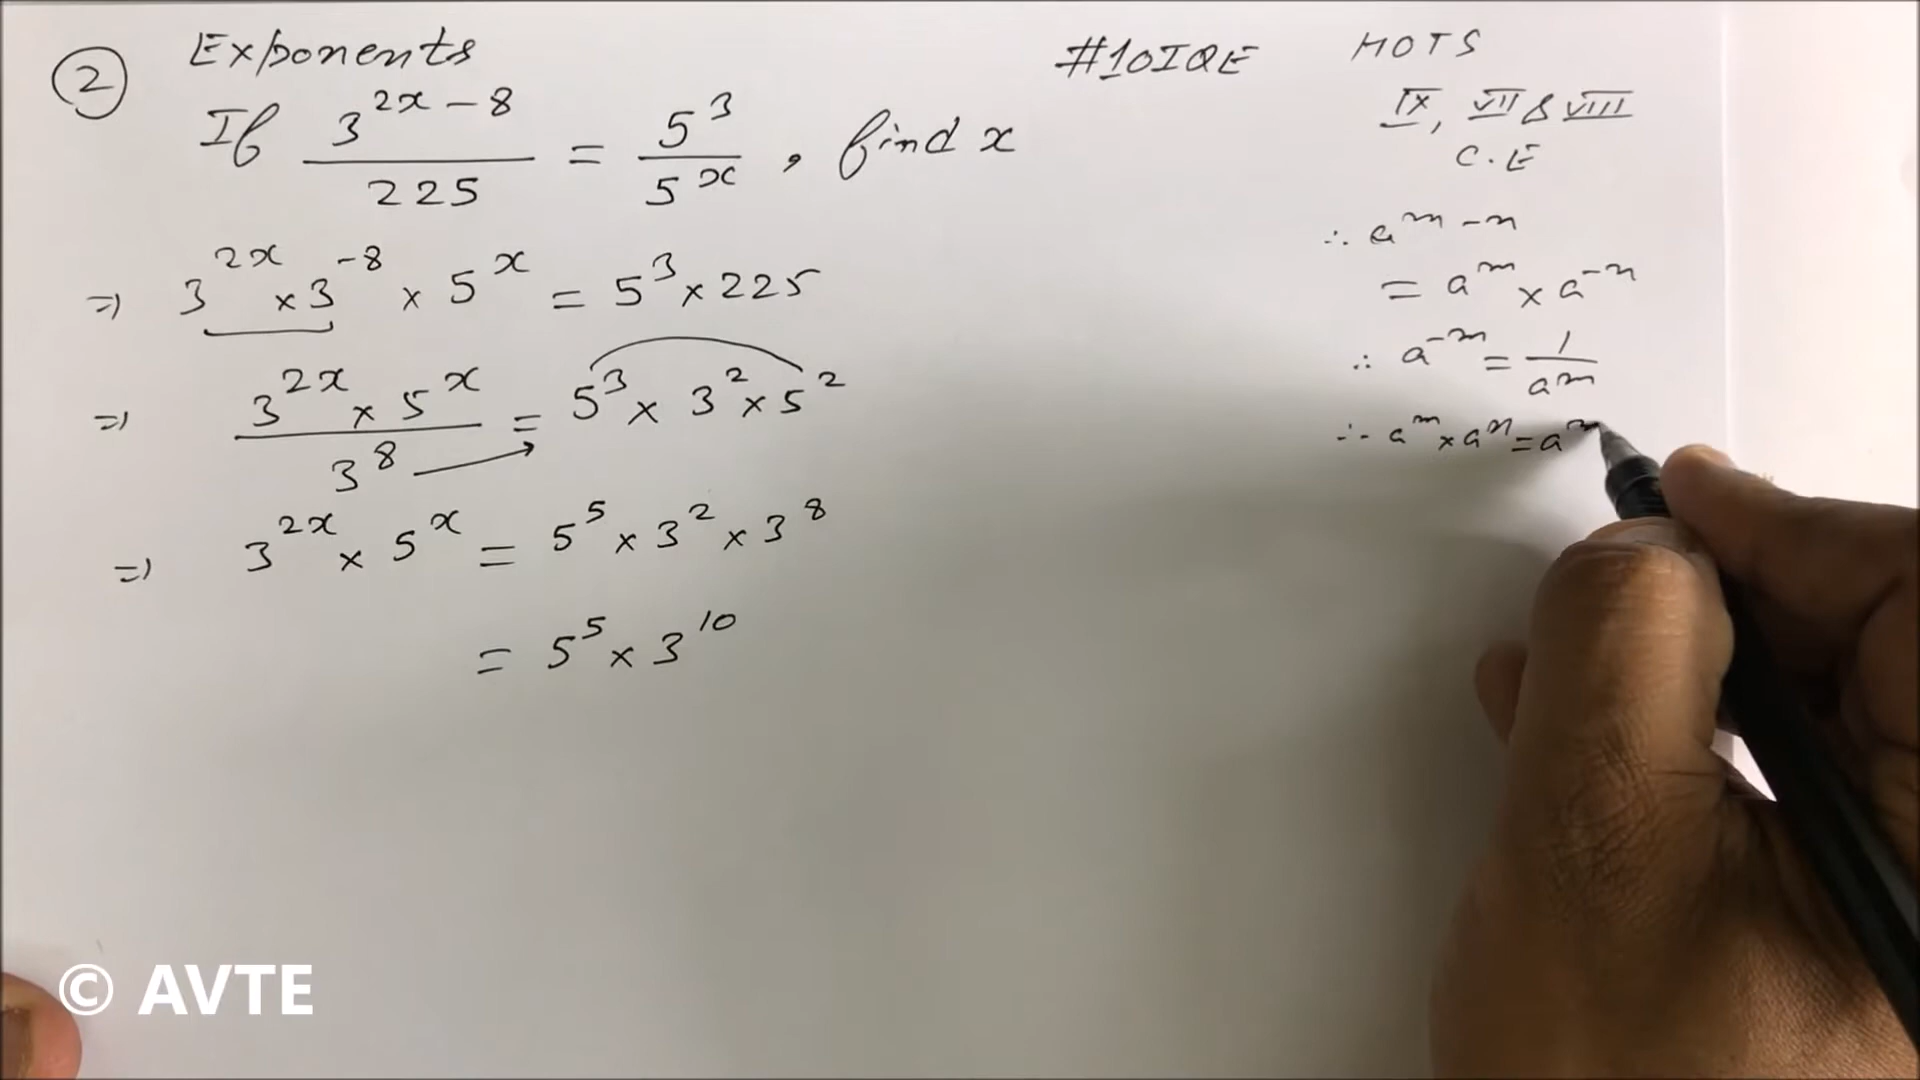 ② Exponents #10IQE HOTS
IX, VII & VIII
C.E
If 3^{2x-8}/225 = 5^3/5^x, find x
⇒ 3^{2x} × 3^{-8} × 5^x = 5^3 × 225
⇒ 3^{2x} × 5^x / 3^8 = 5^3 × 3^2 × 5^2
⇒ 3^{2x} × 5^x = 5^5 × 3^2 × 3^8
= 5^5 × 3^{10}
∴ a^{m-n}
= a^m × a^{-n}
∴ a^{-m} = 1/a^m
∴ a^m × a^n = a^m
© AVTE